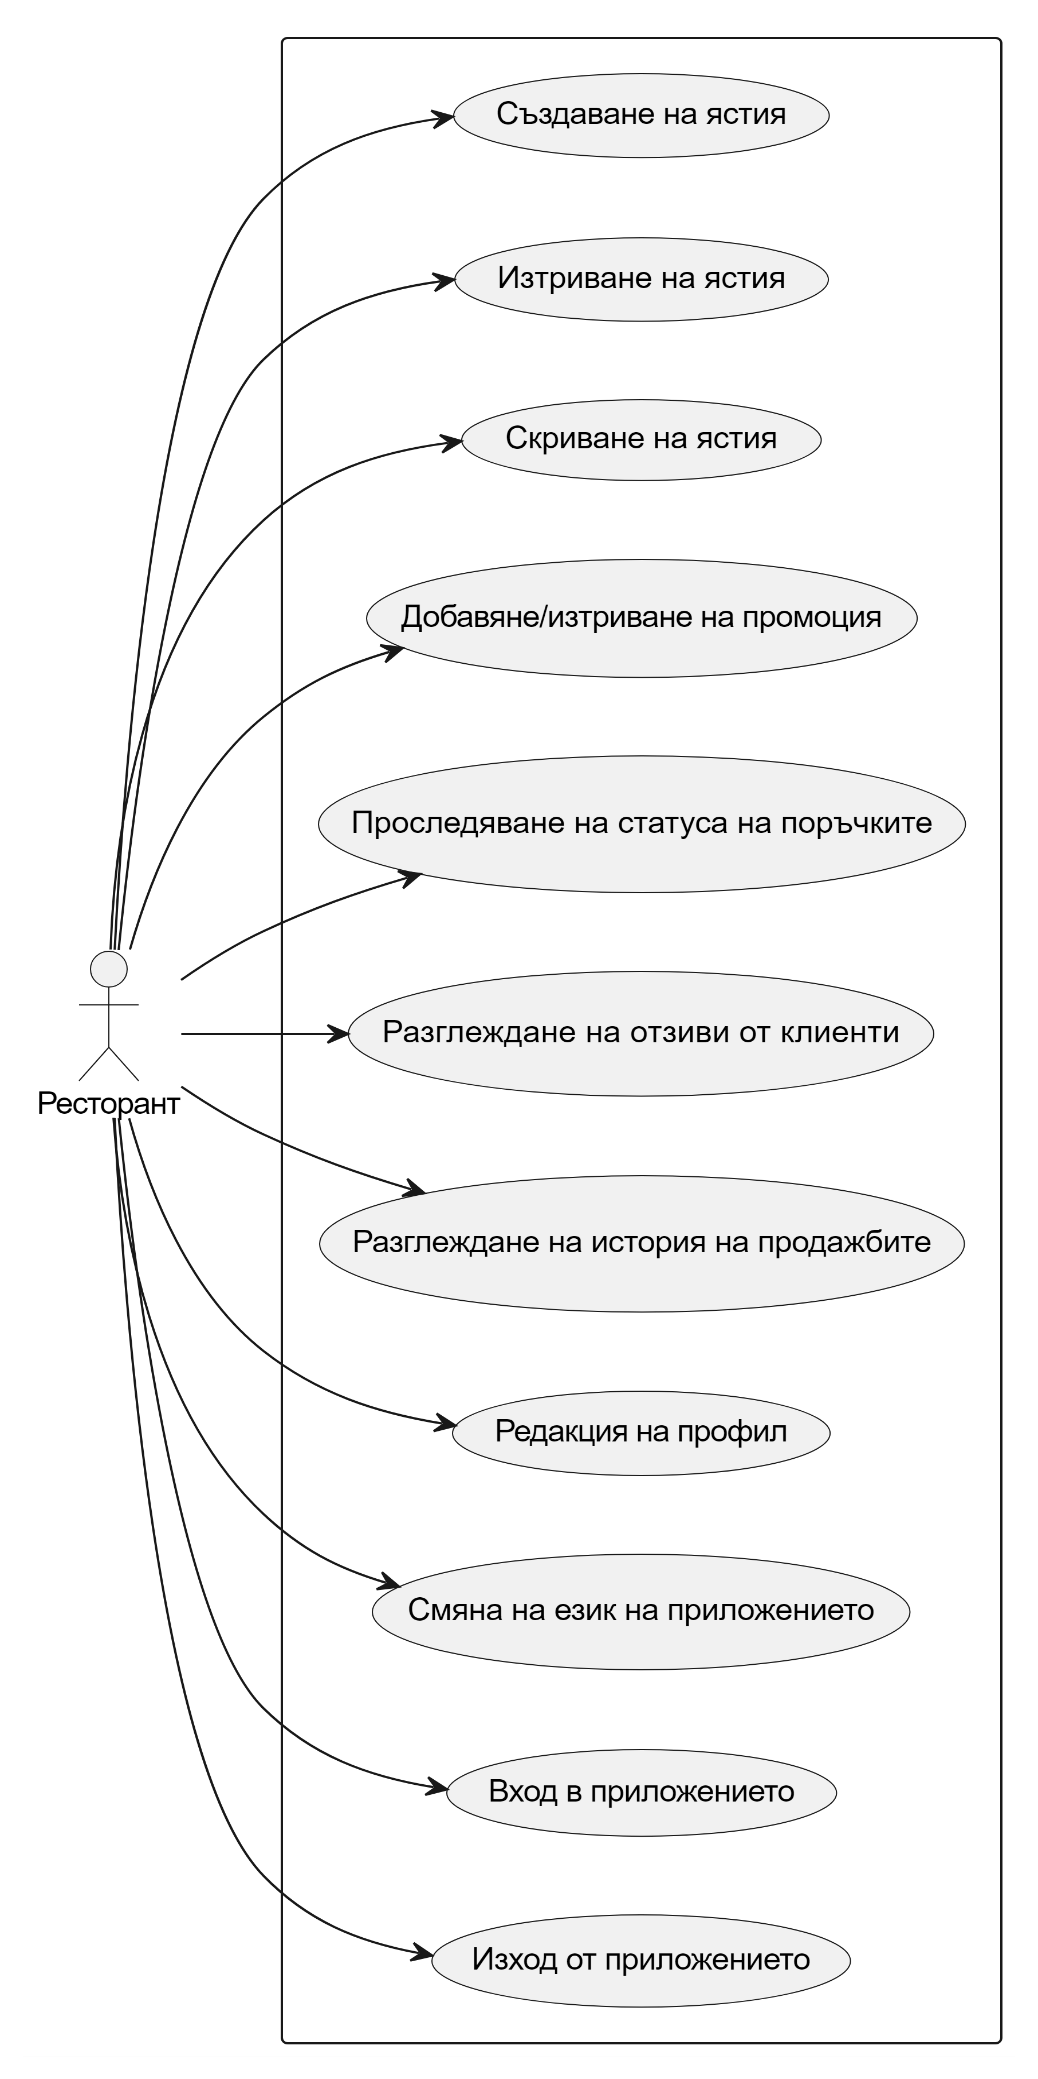 Създаване на ястия
Изтриване на ястия
Скриване на ястия
Добавяне/изтриване на промоция
Проследяване на статуса на поръчките
Разглеждане на отзиви от клиенти
Ресторант
Разглеждане на история на продажбите
Редакция на профил
Смяна на език на приложението
Вход в приложението
Изход от приложението